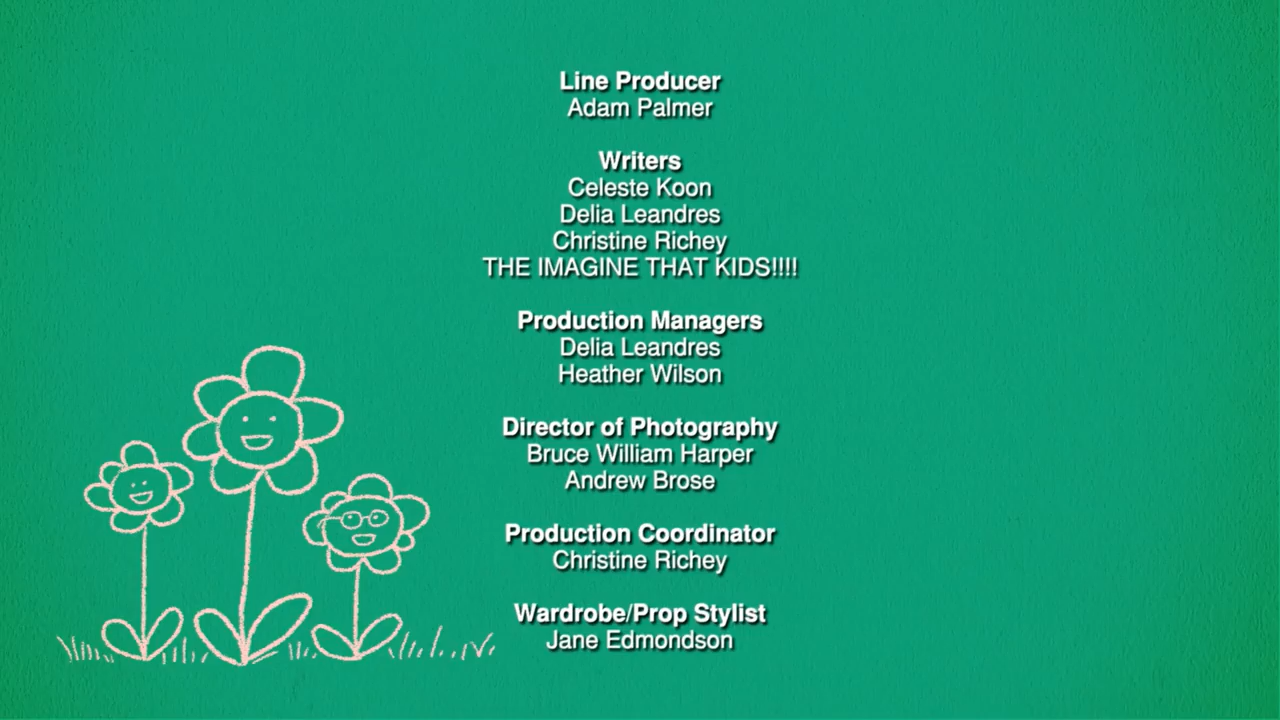 Line Producer
Adam Palmer
Writers
Celeste Koon
Delia Leandres
Christine Richey
THE IMAGINE THAT KIDS!!!!
Production Managers
Delia Leandres
Heather Wilson
Director of Photography
Bruce William Harper
Andrew Brose
Production Coordinator
Christine Richey
Wardrobe/Prop Stylist
Jane Edmondson